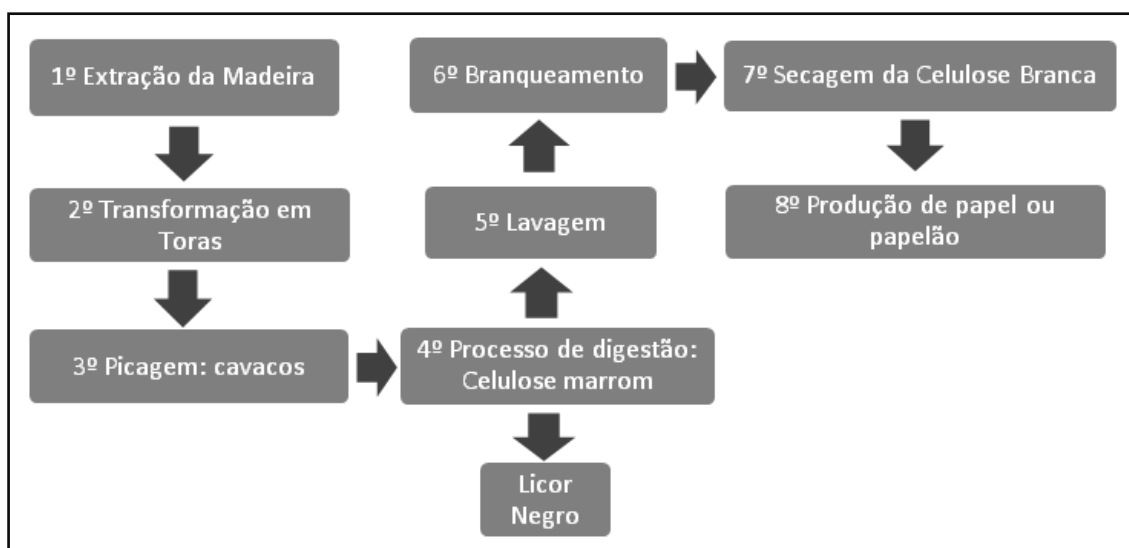 1º Extração da Madeira
2º Transformação em
Toras
3º Picagem: cavacos
4º Processo de digestão:
Celulose marrom
Licor
Negro
5º Lavagem
6º Branqueamento
7º Secagem da Celulose Branca
8º Produção de papel ou
papelão